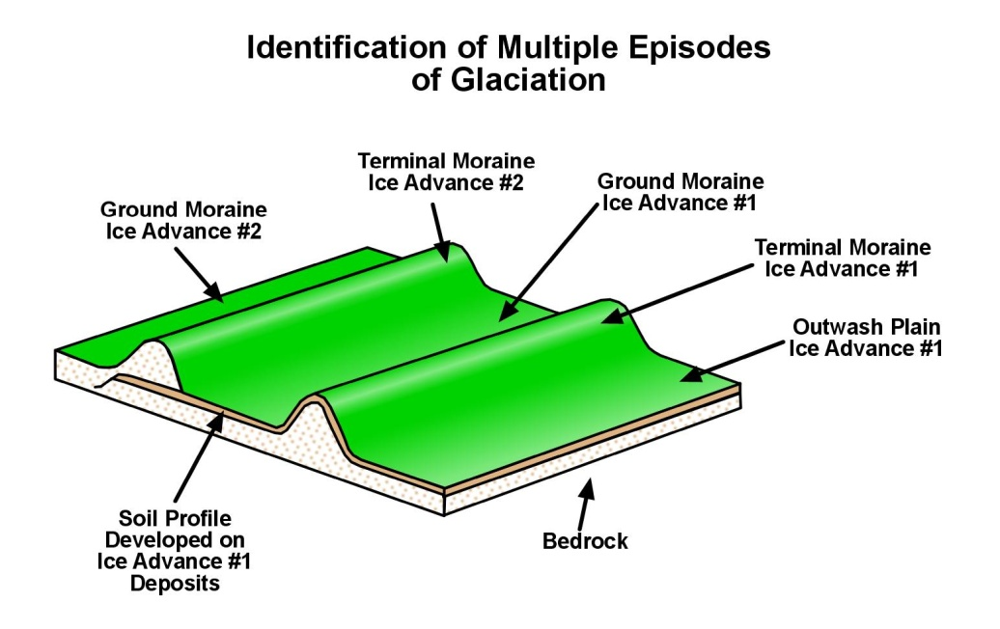 Identification of Multiple Episodes
of Glaciation
Terminal Moraine
Ice Advance #2
Ground Moraine
Ice Advance #1
Ground Moraine
Ice Advance #2
Terminal Moraine
Ice Advance #1
Outwash Plain
Ice Advance #1
Soil Profile
Developed on
Ice Advance #1
Deposits
Bedrock